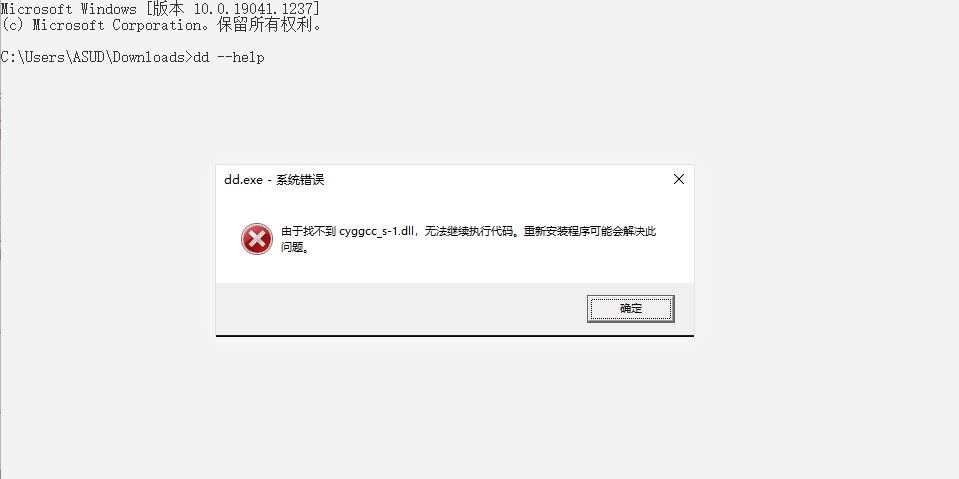 Microsoft Windows [版本 10.0.19041.1237]
(c) Microsoft Corporation。保留所有权利。
C:\Users\ASUD\Downloads>dd --help
dd.exe - 系统错误
由于找不到 cyggcc_s-1.dll，无法继续执行代码。重新安装程序可能会解决此
问题。
确定